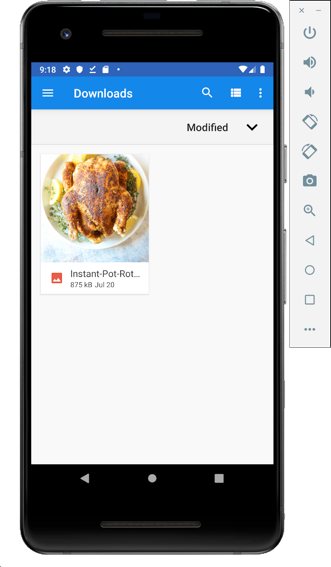 9:18
Downloads
Modified
Instant-Pot-Rot...
875 kB Jul 20